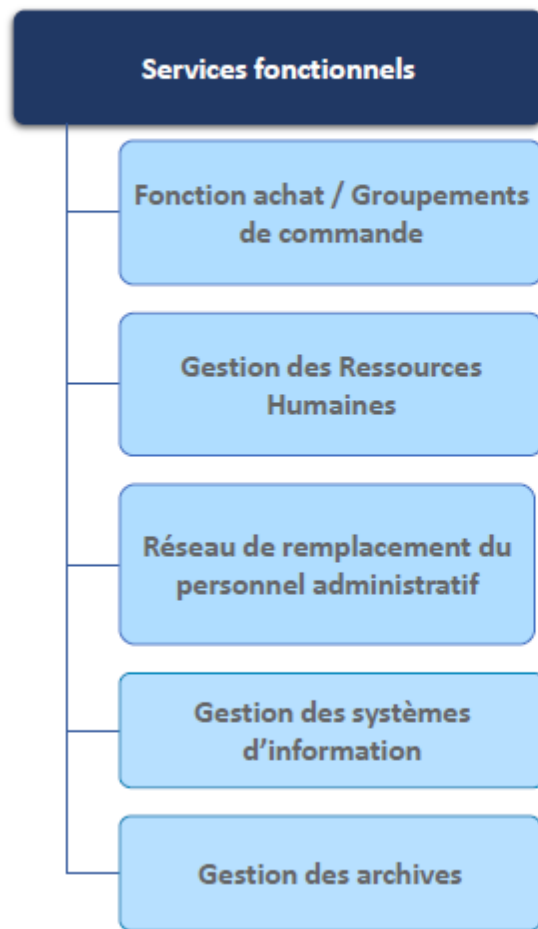 Services fonctionnels
Fonction achat / Groupements
de commande
Gestion des Ressources
Humaines
Réseau de remplacement du
personnel administratif
Gestion des systèmes
d’information
Gestion des archives